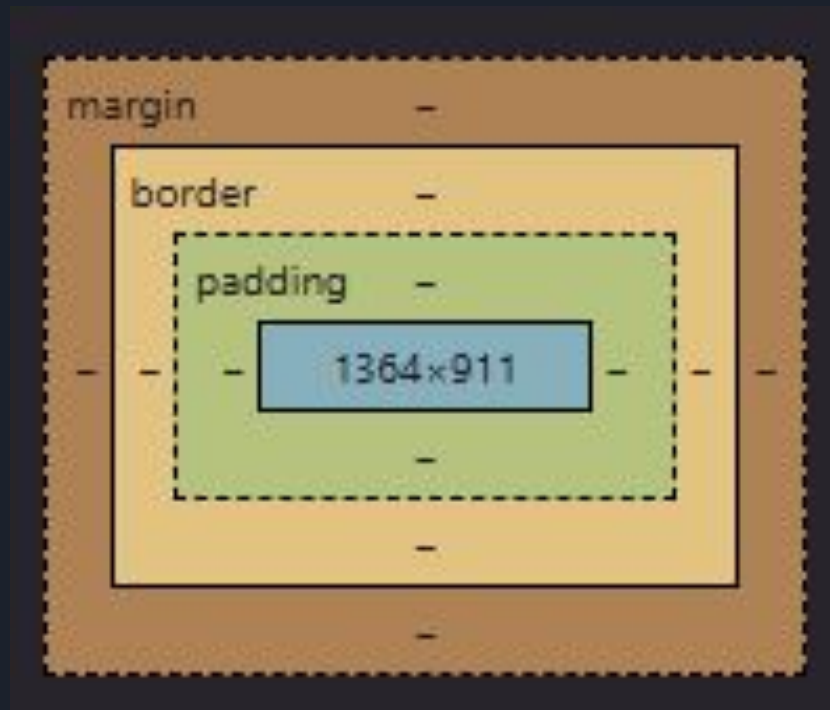 margin –
border –
padding –
– – – 1364×911 – – –
–
–
–